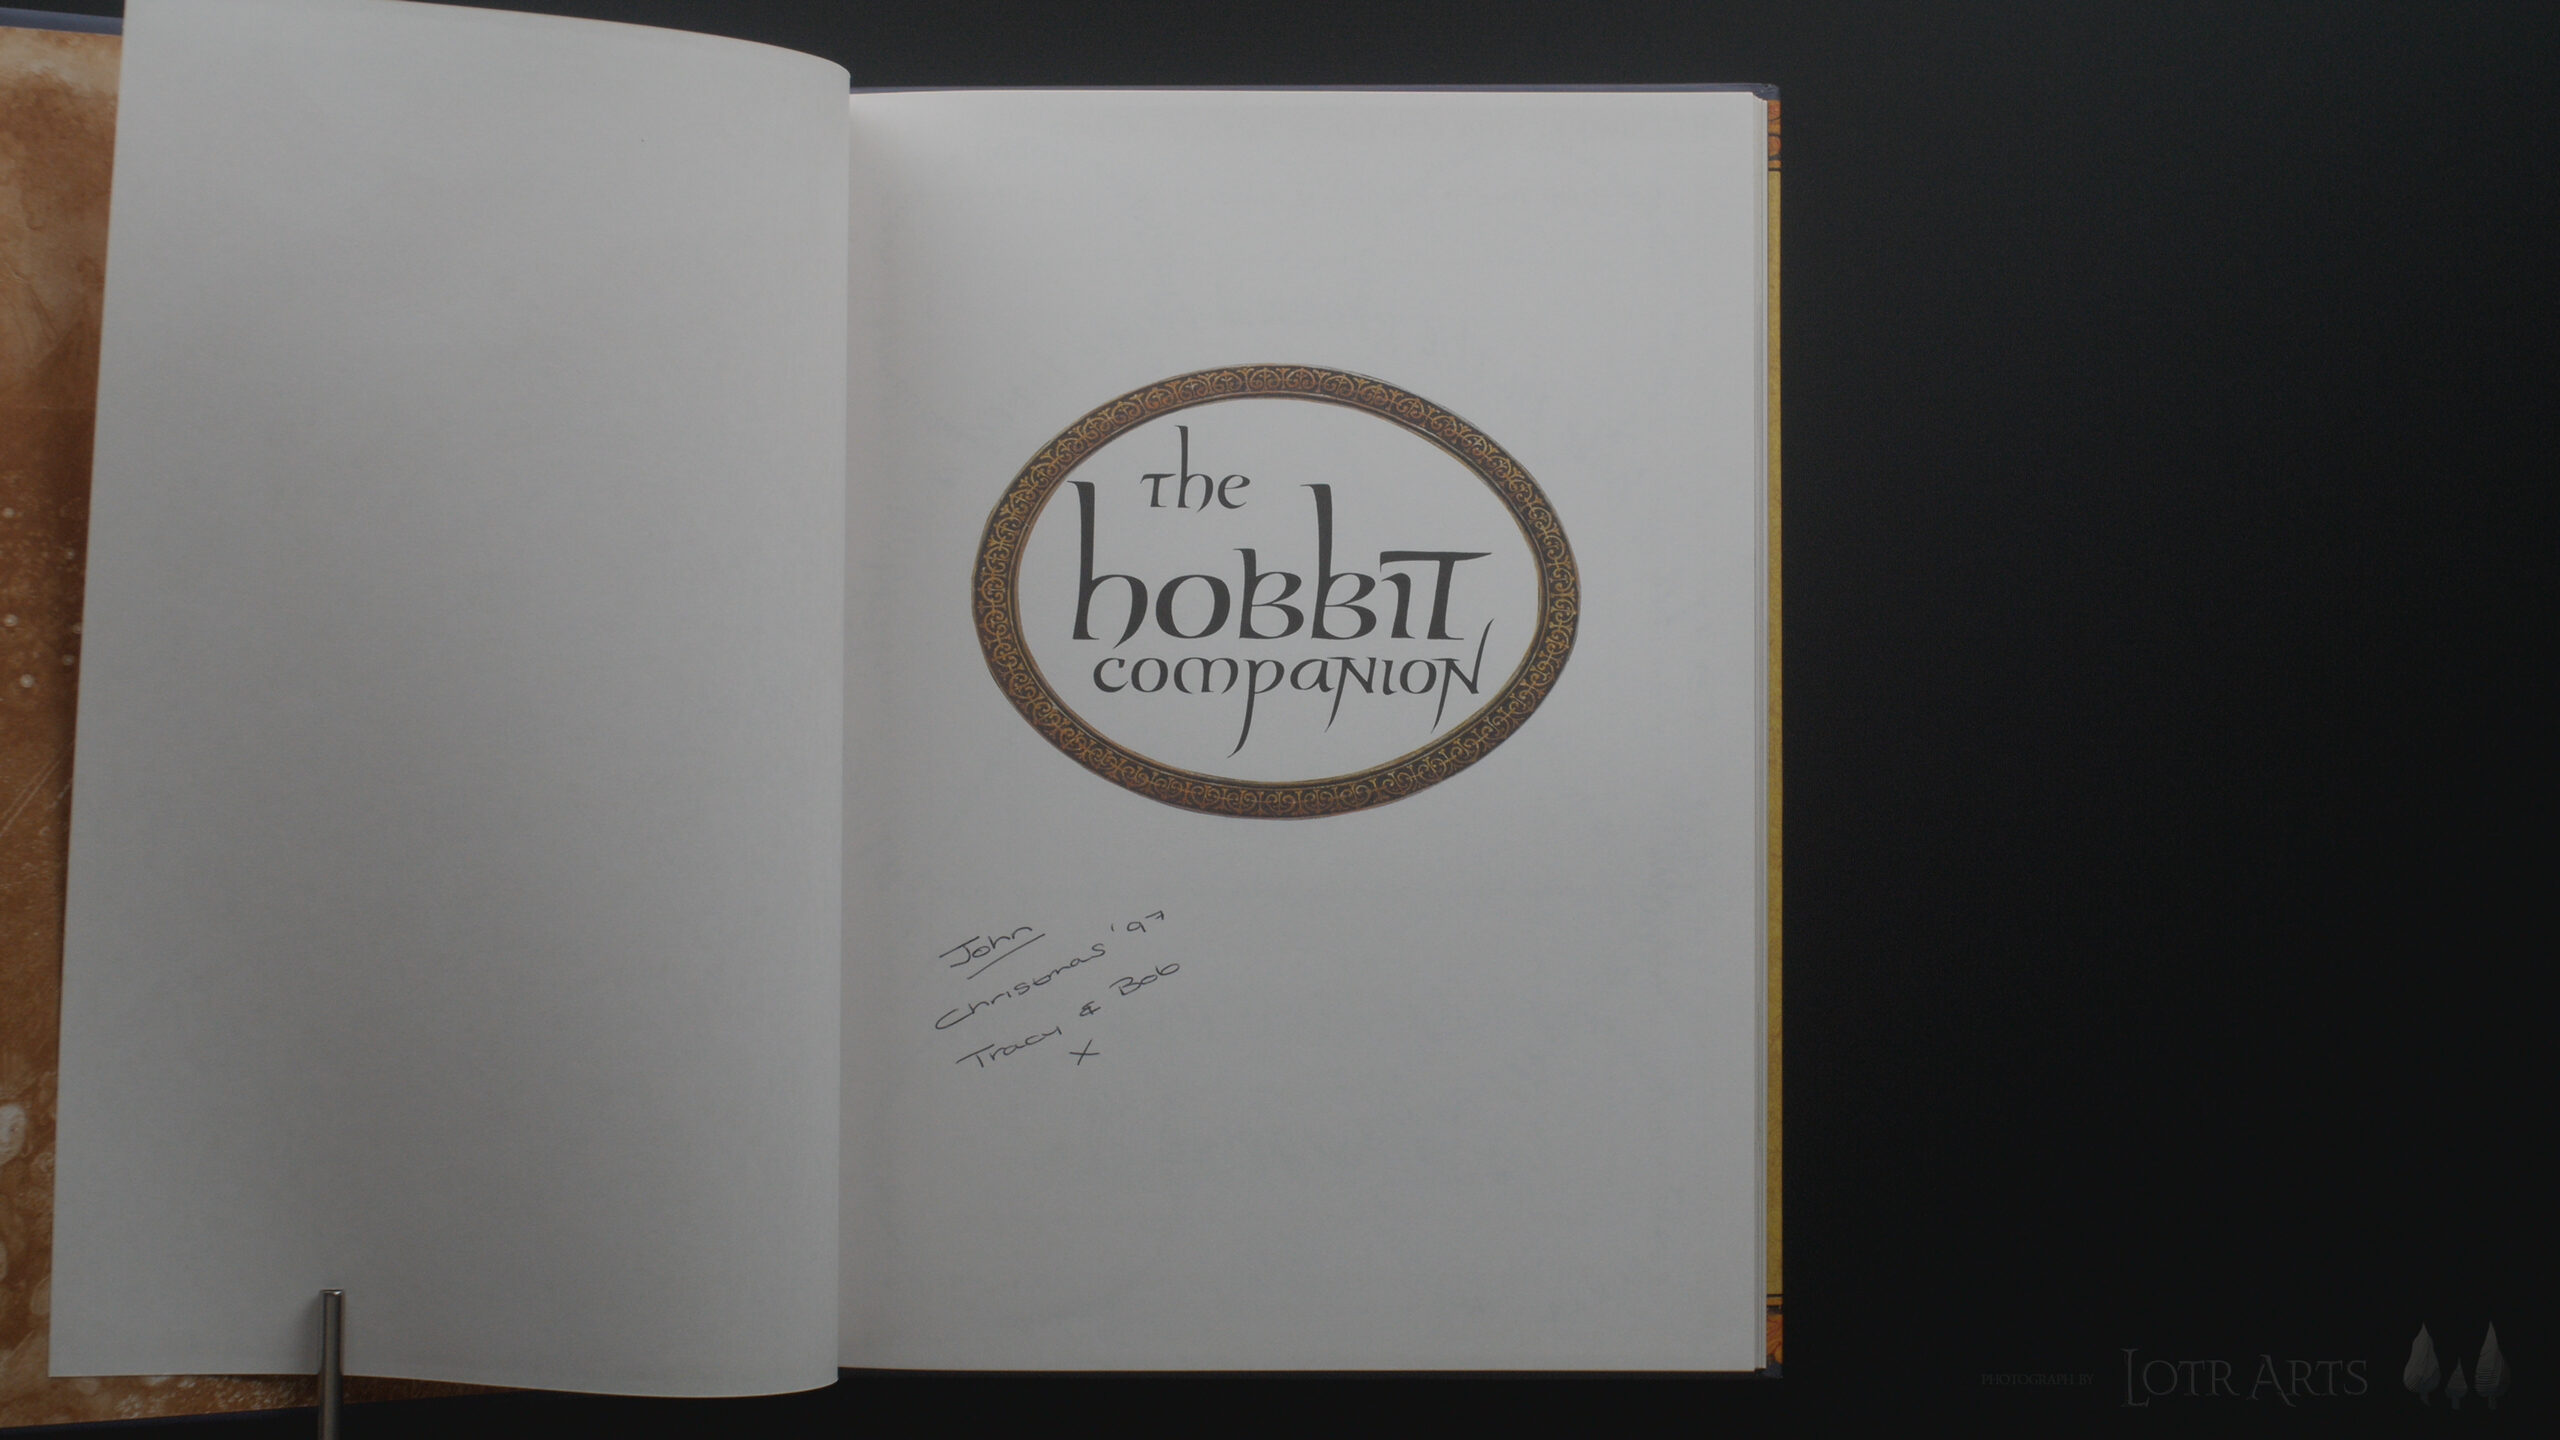 the
hobbit
companion
John
Christmas '97
Tracy & Bob
x
PHOTOGRAPH BY LOTR ARTS